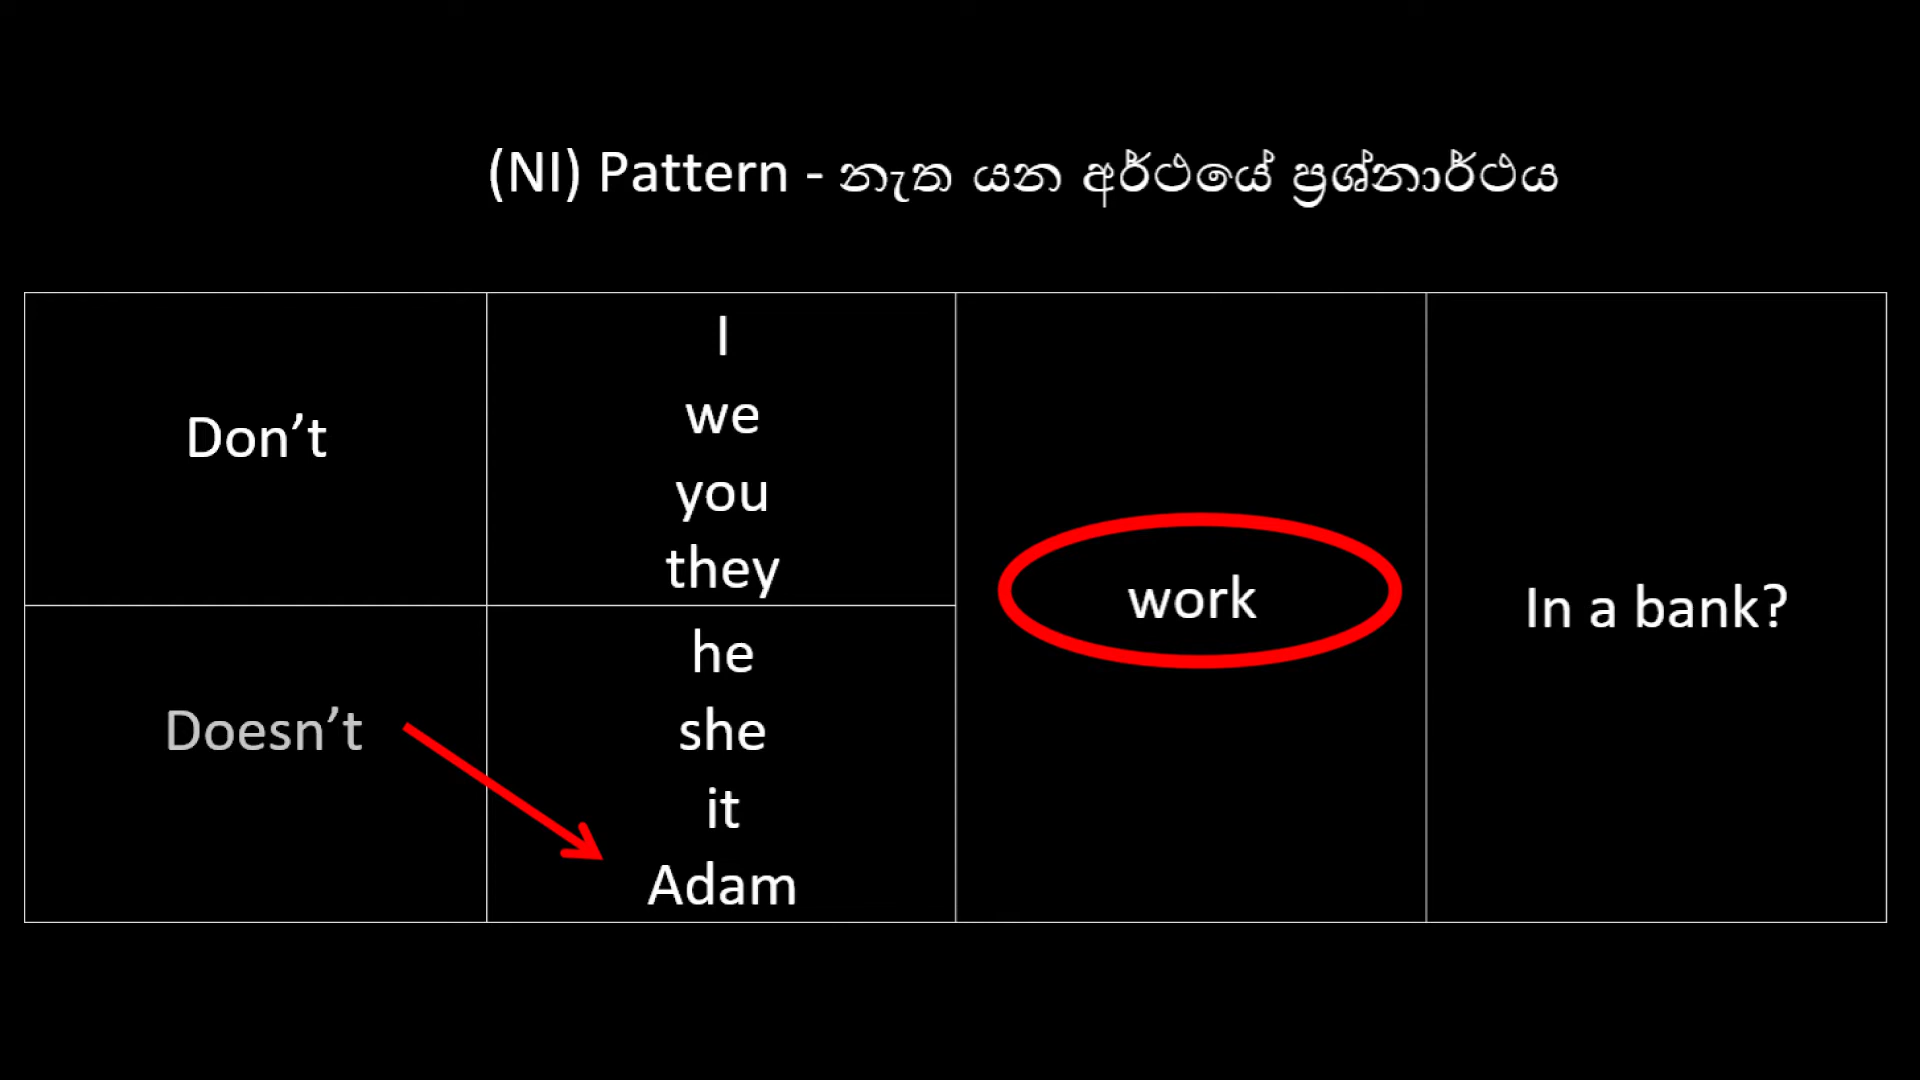 (NI) Pattern - නැත යන අර්ථයේ ප්‍රශ්නාර්ථය
Don’t
I
we
you
they
Doesn’t
he
she
it
Adam
work
In a bank?